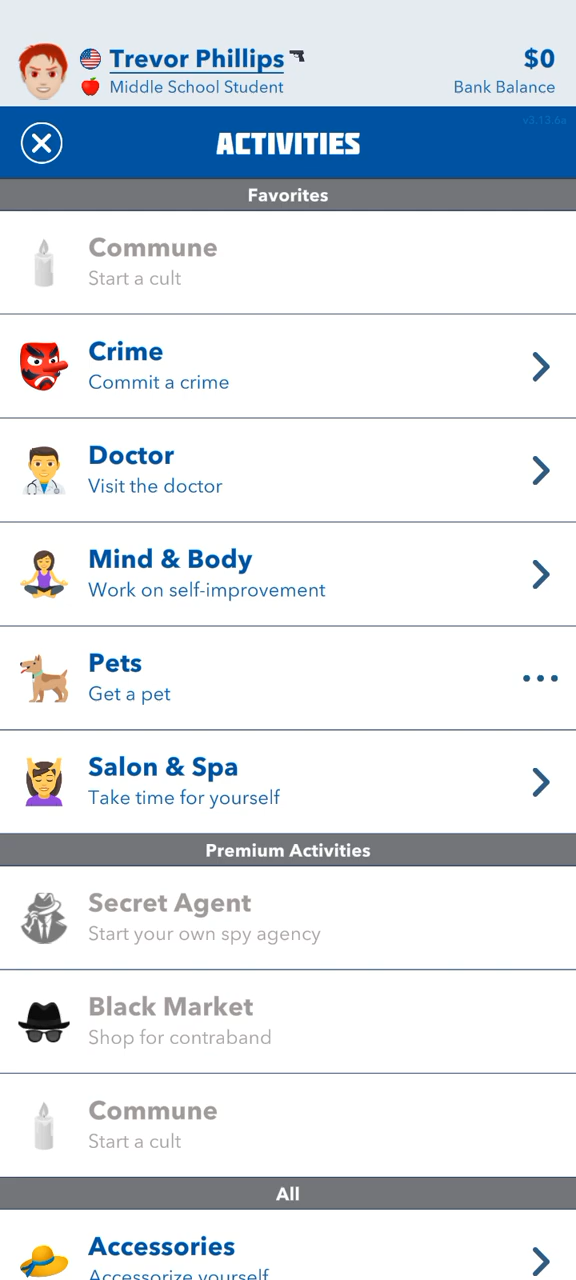 Trevor Phillips
$0
Middle School Student
Bank Balance
v3.13.6a
ACTIVITIES
Favorites
Commune
Start a cult
Crime
Commit a crime
Doctor
Visit the doctor
Mind & Body
Work on self-improvement
Pets
Get a pet
Salon & Spa
Take time for yourself
Premium Activities
Secret Agent
Start your own spy agency
Black Market
Shop for contraband
Commune
Start a cult
All
Accessories
Accessorize yourself